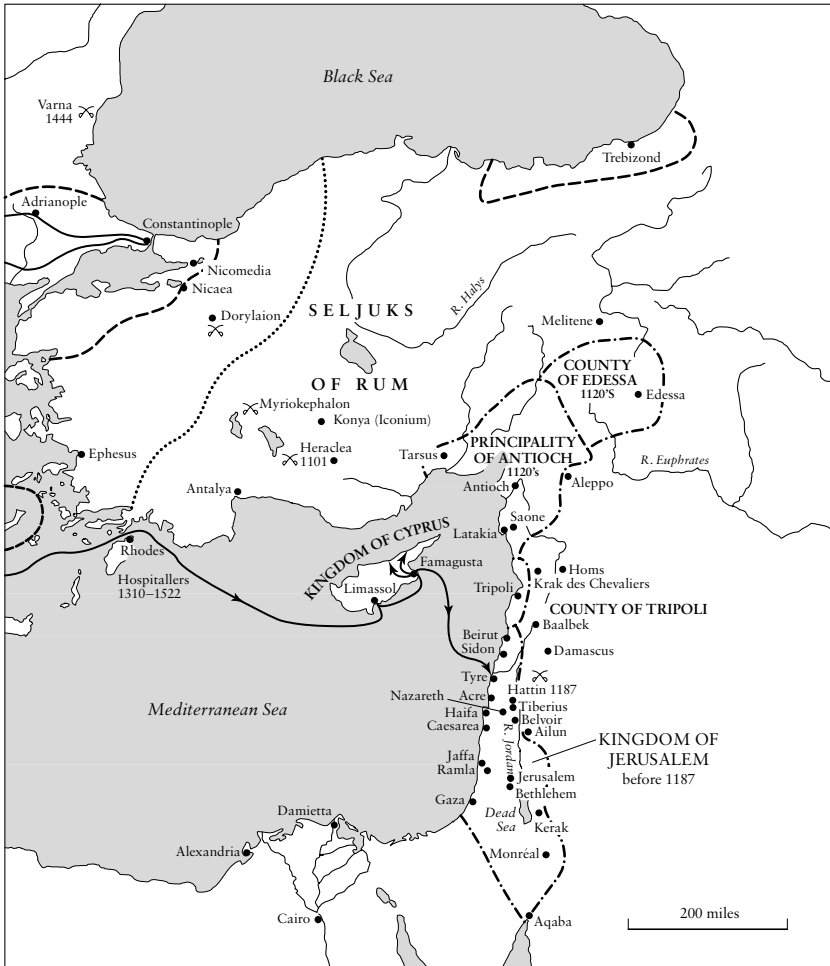 Black Sea
Varna
1444
Trebizond
Adrianople
Constantinople
Nicomedia
Nicaea
Dorylaion
SELJUKS
OF RUM
R. Halys
Melitene
COUNTY
OF EDESSA
1120'S
Edessa
Myriokephalon
Konya (Iconium)
Heraclea
1101
Ephesus
Tarsus
PRINCIPALITY
OF ANTIOCH
1120's
R. Euphrates
Antalya
Antioch
Aleppo
Saone
Latakia
KINGDOM OF CYPRUS
Rhodes
Hospitallers
1310–1522
Famagusta
Limassol
Homs
Krak des Chevaliers
Tripoli
COUNTY OF TRIPOLI
Baalbek
Beirut
Sidon
Damascus
Tyre
Hattin 1187
Nazareth
Acre
Tiberius
Haifa
Belvoir
Caesarea
Ailun
Mediterranean Sea
R. Jordan
KINGDOM OF
JERUSALEM
before 1187
Jaffa
Ramla
Jerusalem
Bethlehem
Gaza
Dead
Sea
Kerak
Damietta
Alexandria
Monréal
Cairo
Aqaba
200 miles